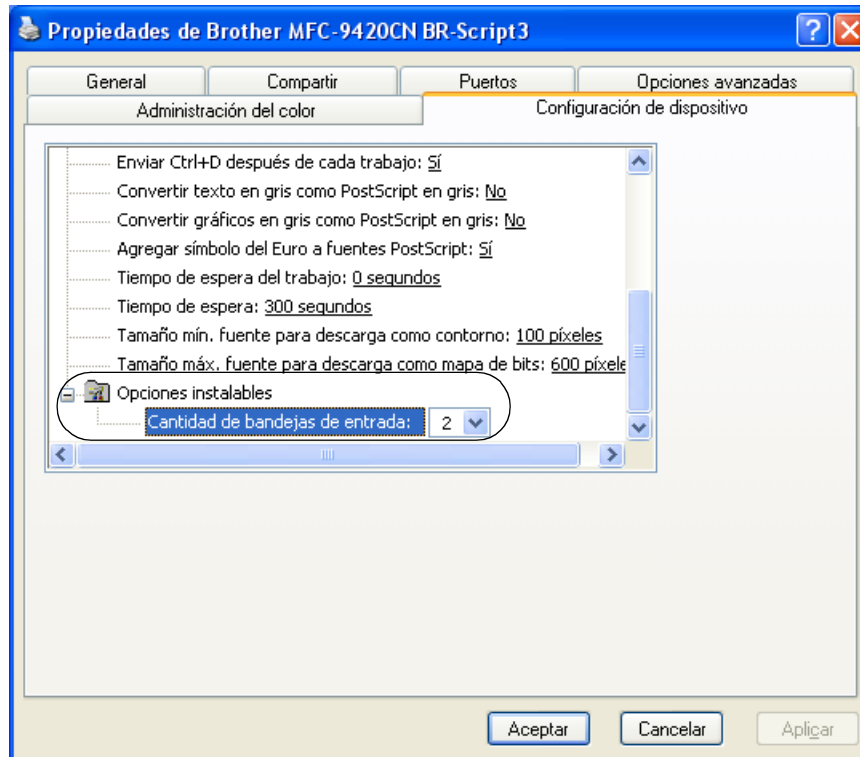 Propiedades de Brother MFC-9420CN BR-Script3
General Compartir Puertos Opciones avanzadas
Administración del color Configuración de dispositivo
Enviar Ctrl+D después de cada trabajo: Sí
Convertir texto en gris como PostScript en gris: No
Convertir gráficos en gris como PostScript en gris: No
Agregar símbolo del Euro a fuentes PostScript: Sí
Tiempo de espera del trabajo: 0 segundos
Tiempo de espera: 300 segundos
Tamaño mín. fuente para descarga como contorno: 100 píxeles
Tamaño máx. fuente para descarga como mapa de bits: 600 píxele
Opciones instalables
Cantidad de bandejas de entrada: 2
Aceptar Cancelar Aplicar